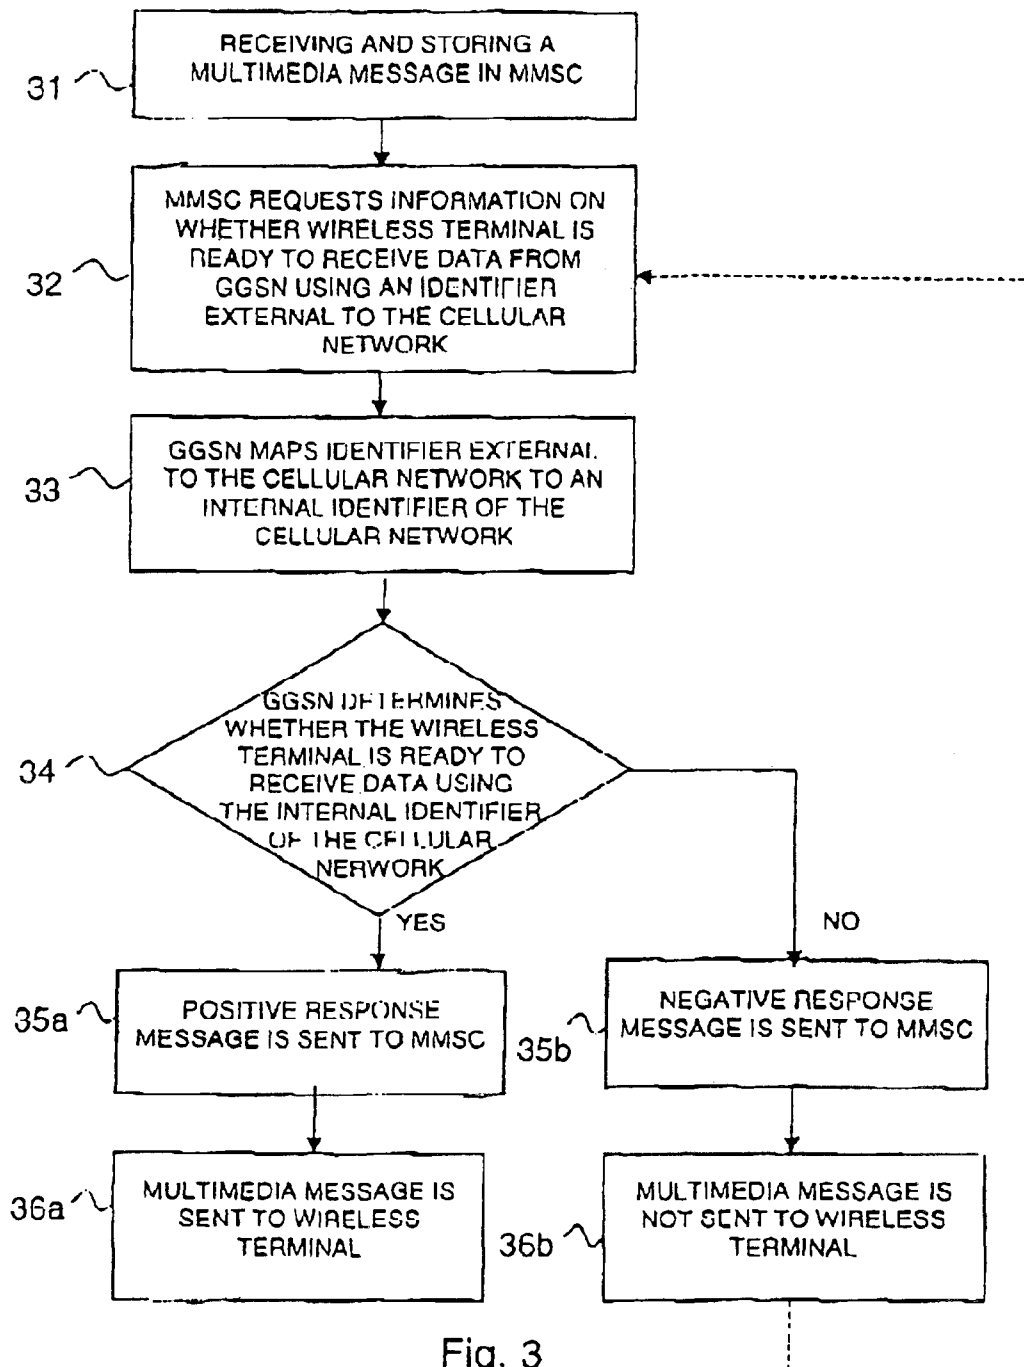 RECEIVING AND STORING A
MULTIMEDIA MESSAGE IN MMSC
31
MMSC REQUESTS INFORMATION ON
WHETHER WIRELESS TERMINAL IS
READY TO RECEIVE DATA FROM
GGSN USING AN IDENTIFIER
EXTERNAL TO THE CELLULAR
NETWORK
32
GGSN MAPS IDENTIFIER EXTERNAL
TO THE CELLULAR NETWORK TO AN
INTERNAL IDENTIFIER OF THE
CELLULAR NETWORK
33
GGSN DETERMINES
WHETHER THE WIRELESS
TERMINAL IS READY TO
RECEIVE DATA USING
THE INTERNAL IDENTIFIER
OF THE CELLULAR
NERWORK
34
YES
NO
POSITIVE RESPONSE
MESSAGE IS SENT TO MMSC
35a
NEGATIVE RESPONGE
MESSAGE IS SENT TO MMSC
35b
MULTIMEDIA MESSAGE IS
SENT TO WIRELESS
TERMINAL
36a
MULTIMEDIA MESSAGE IS
NOT SENT TO WIRELESS
TERMINAL
36b
Fig. 3